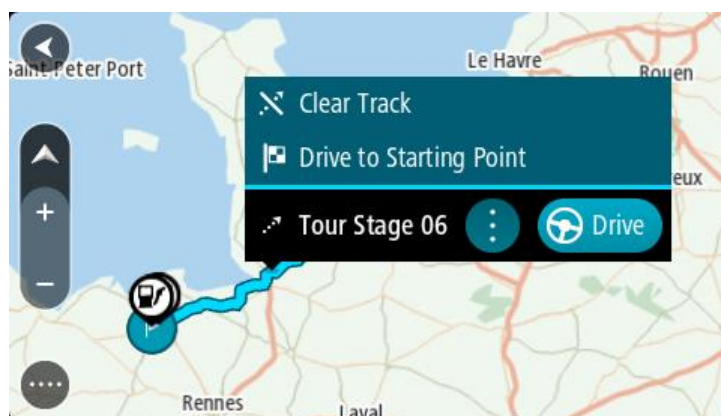 Saint Peter Port
Le Havre
Rouen
Clear Track
Drive to Starting Point
eux
Tour Stage 06
Drive
+
−
Rennes
Laval